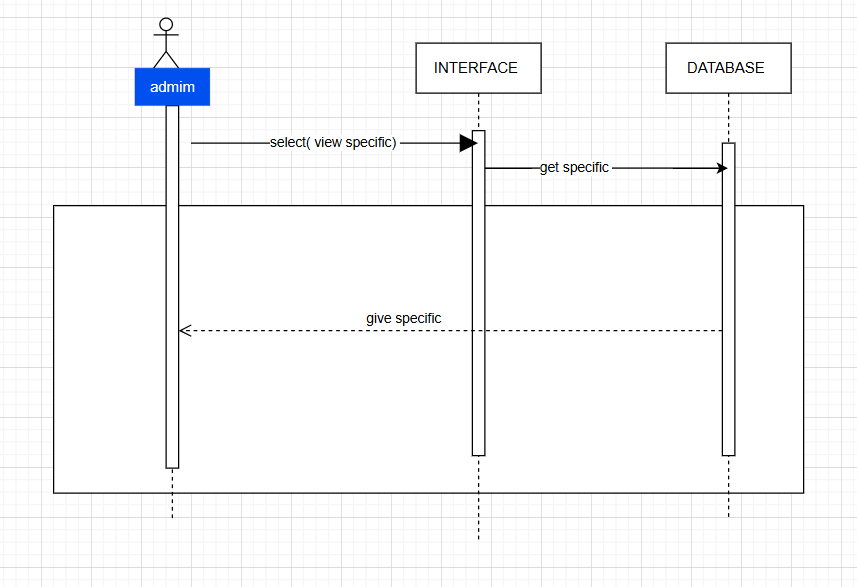 admim
INTERFACE
DATABASE
select( view specific)
get specific
give specific